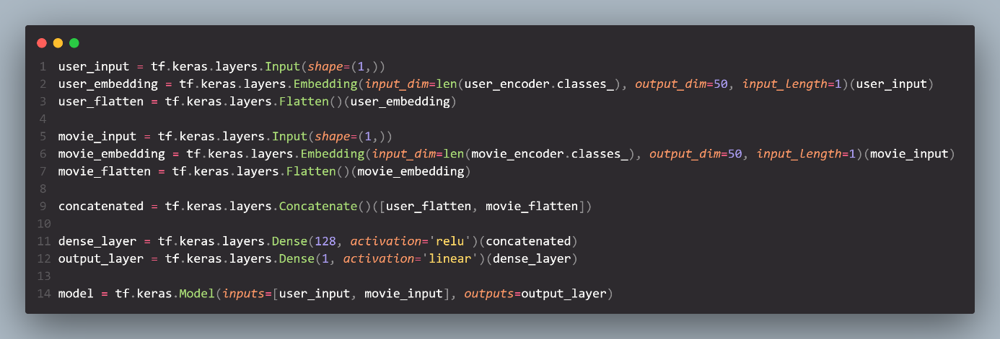 1 user_input = tf.keras.layers.Input(shape=(1,))
2 user_embedding = tf.keras.layers.Embedding(input_dim=len(user_encoder.classes_), output_dim=50, input_length=1)(user_input)
3 user_flatten = tf.keras.layers.Flatten()(user_embedding)
4
5 movie_input = tf.keras.layers.Input(shape=(1,))
6 movie_embedding = tf.keras.layers.Embedding(input_dim=len(movie_encoder.classes_), output_dim=50, input_length=1)(movie_input)
7 movie_flatten = tf.keras.layers.Flatten()(movie_embedding)
8
9 concatenated = tf.keras.layers.Concatenate()([user_flatten, movie_flatten])
10
11 dense_layer = tf.keras.layers.Dense(128, activation='relu')(concatenated)
12 output_layer = tf.keras.layers.Dense(1, activation='linear')(dense_layer)
13
14 model = tf.keras.Model(inputs=[user_input, movie_input], outputs=output_layer)